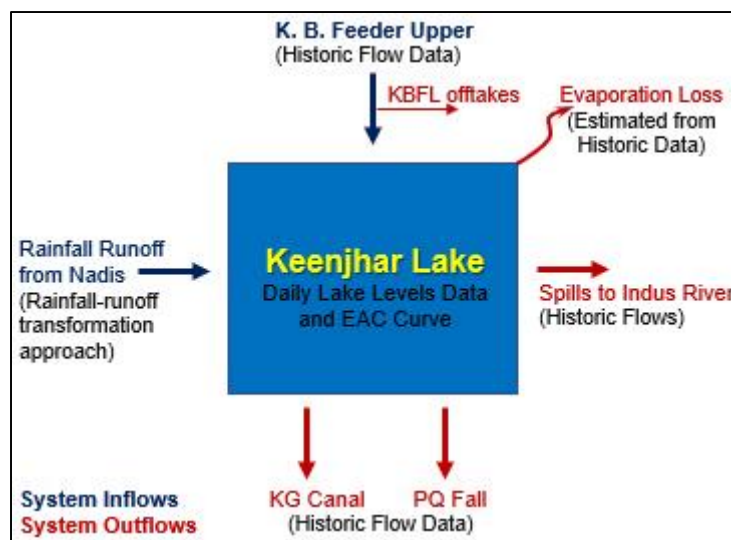 K. B. Feeder Upper
(Historic Flow Data)
KBFL offtakes
Evaporation Loss
(Estimated from
Historic Data)
Rainfall Runoff
from Nadis
(Rainfall-runoff
transformation
approach)
Keenjhar Lake
Daily Lake Levels Data
and EAC Curve
Spills to Indus River
(Historic Flows)
KG Canal
PQ Fall
(Historic Flow Data)
System Inflows
System Outflows